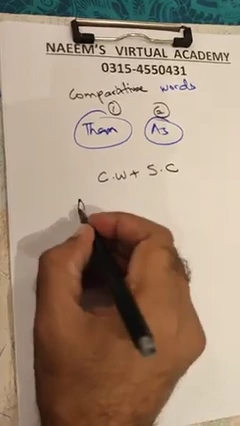 NAEEM'S VIRTUAL ACADEMY
0315-4550431
Comparative words
① ②
Than As
C.W+ S.C